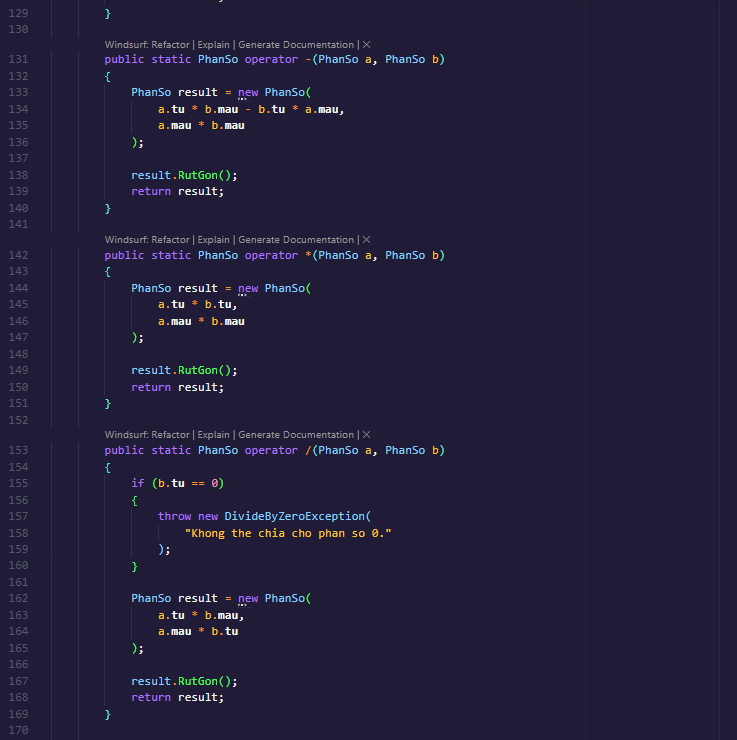 129 }
130
Windsurf: Refactor | Explain | Generate Documentation | ×
131 public static PhanSo operator -(PhanSo a, PhanSo b)
132 {
133 PhanSo result = new PhanSo(
134 a.tu * b.mau - b.tu * a.mau,
135 a.mau * b.mau
136 );
137
138 result.RutGon();
139 return result;
140 }
141
Windsurf: Refactor | Explain | Generate Documentation | ×
142 public static PhanSo operator *(PhanSo a, PhanSo b)
143 {
144 PhanSo result = new PhanSo(
145 a.tu * b.tu,
146 a.mau * b.mau
147 );
148
149 result.RutGon();
150 return result;
151 }
152
Windsurf: Refactor | Explain | Generate Documentation | ×
153 public static PhanSo operator /(PhanSo a, PhanSo b)
154 {
155 if (b.tu == 0)
156 {
157 throw new DivideByZeroException(
158 "Khong the chia cho phan so 0."
159 );
160 }
161
162 PhanSo result = new PhanSo(
163 a.tu * b.mau,
164 a.mau * b.tu
165 );
166
167 result.RutGon();
168 return result;
169 }
170